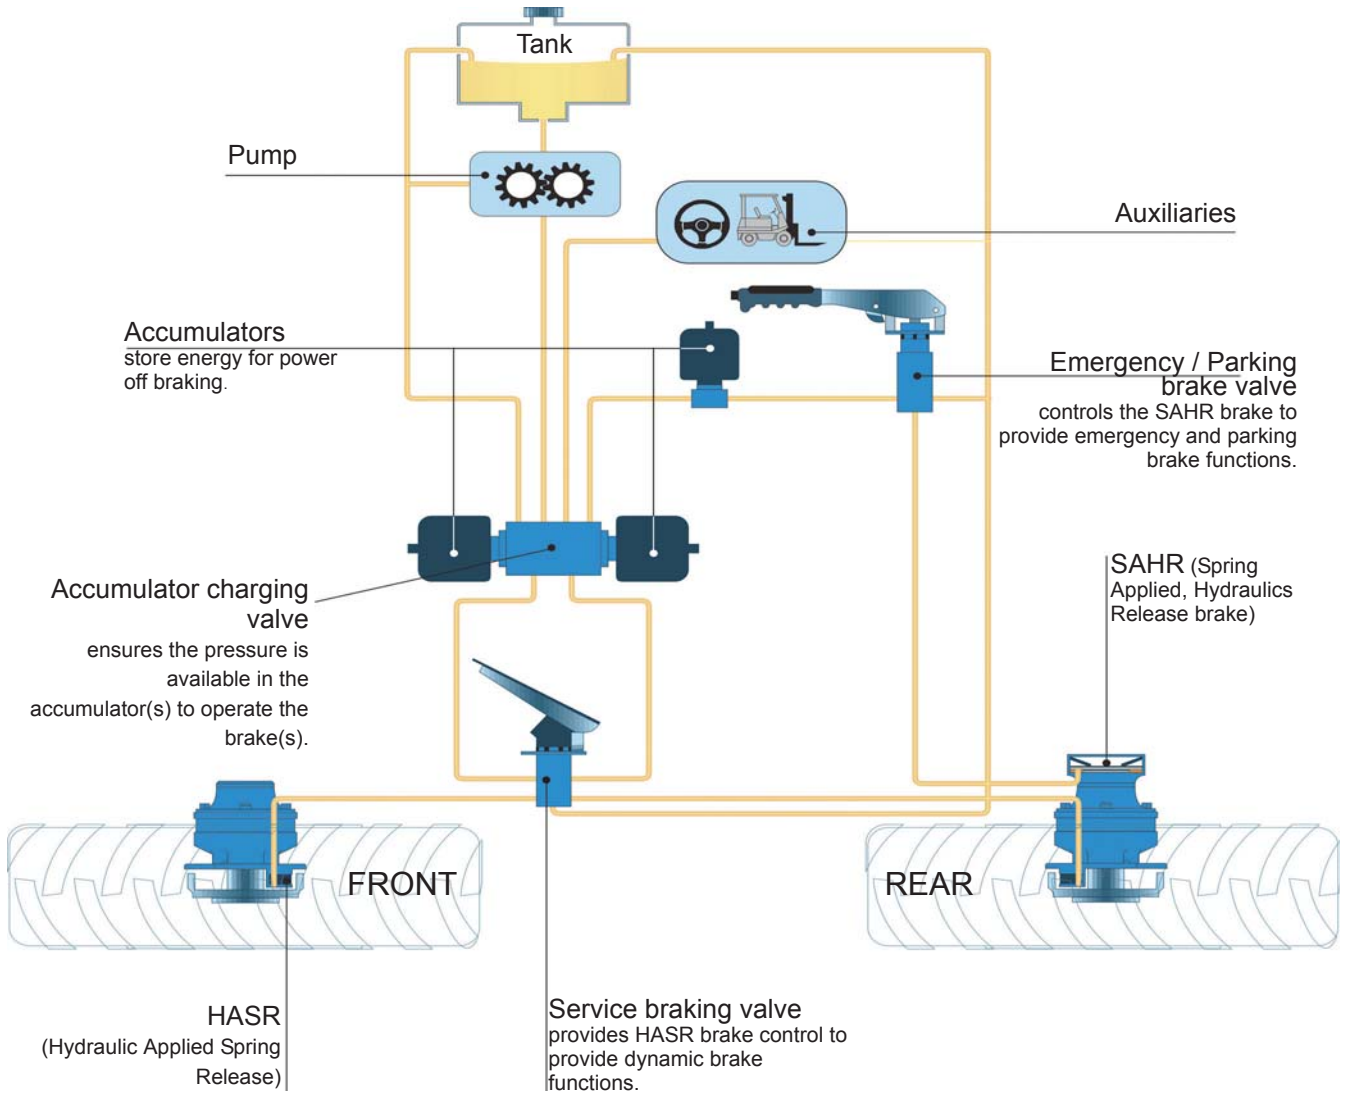 Tank
Pump
Auxiliaries
Accumulators
store energy for power
off braking.
Emergency / Parking
brake valve
controls the SAHR brake to
provide emergency and parking
brake functions.
Accumulator charging
valve
ensures the pressure is
available in the
accumulator(s) to operate the
brake(s).
SAHR (Spring
Applied, Hydraulics
Release brake)
FRONT
REAR
HASR
(Hydraulic Applied Spring
Release)
Service braking valve
provides HASR brake control to
provide dynamic brake
functions.